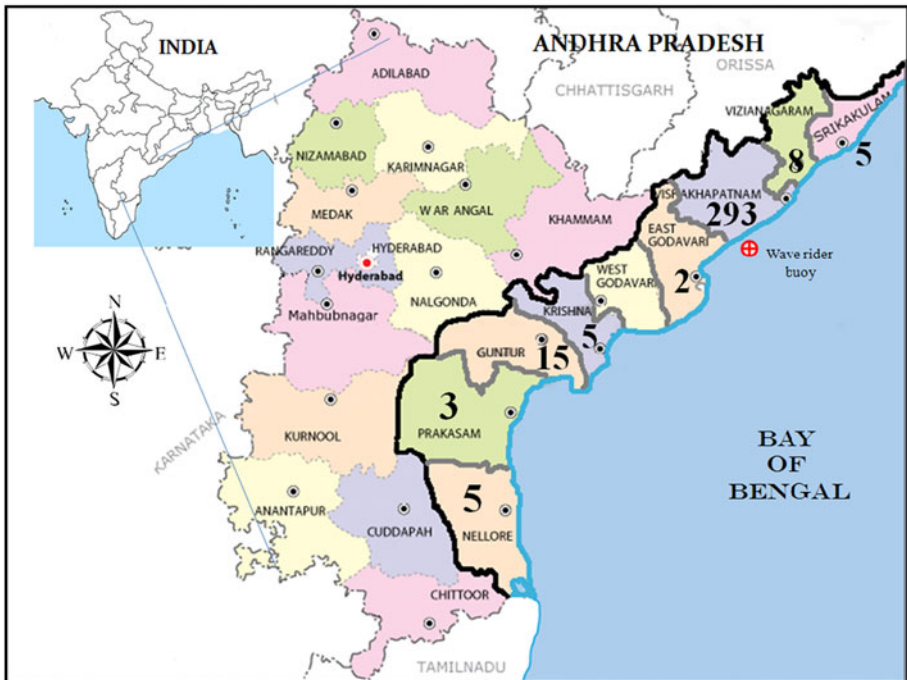 INDIA
ANDHRA PRADESH
ORISSA
CHHATTISGARH
ADILABAD
VIZIANAGARAM
SRIKAKULAM
5
8
NIZAMABAD
KARIMNAGAR
WAR ANGAL
MEDAK
KHAMMAM
VISHAKHAPATNAM
293
RANGAREDDY
HYDERABAD
Hyderabad
EAST
GODAVARI
2
Wave rider
buoy
WEST
GODAVARI
NALGONDA
Mahbubnagar
KRISHNA
5
GUNTUR
15
N
W
E
S
3
PRAKASAM
KURNOOL
KARNATAKA
BAY
OF
BENGAL
ANANTAPUR
CUDDAPAH
5
NELLORE
CHITTOOR
TAMILNADU